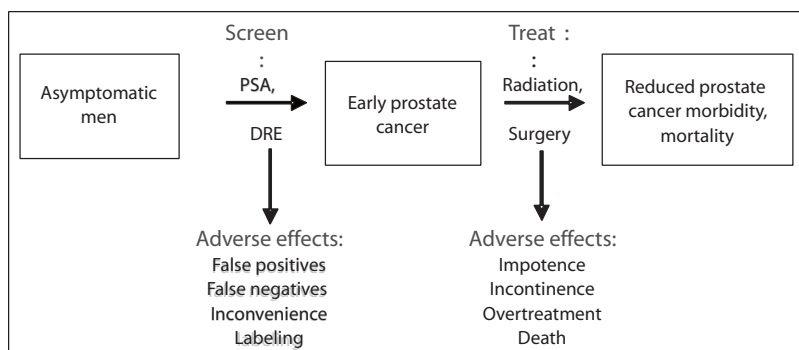 Screen
:
PSA,
DRE
Treat :
:
Radiation,
Surgery
Asymptomatic
men
Early prostate
cancer
Reduced prostate
cancer morbidity,
mortality
Adverse effects:
False positives
False negatives
Inconvenience
Labeling
Adverse effects:
Impotence
Incontinence
Overtreatment
Death